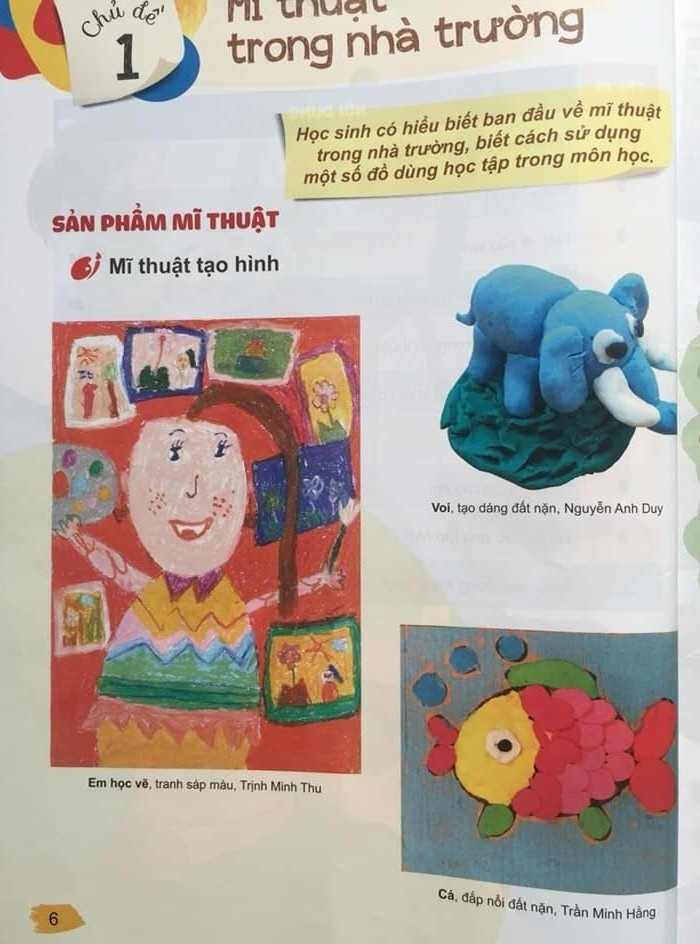 Chủ đề
1
Mĩ thuật
trong nhà trường
Học sinh có hiểu biết ban đầu về mĩ thuật
trong nhà trường, biết cách sử dụng
một số đồ dùng học tập trong môn học.
SẢN PHẨM MĨ THUẬT
Mĩ thuật tạo hình
Voi, tạo dáng đất nặn, Nguyễn Anh Duy
Em học vẽ, tranh sáp màu, Trịnh Minh Thu
Cá, đắp nổi đất nặn, Trần Minh Hằng
6